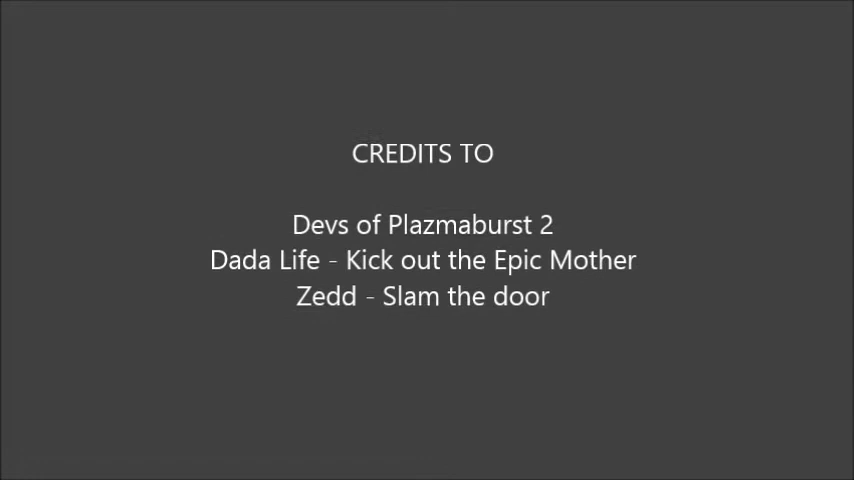 CREDITS TO
Devs of Plazmaburst 2
Dada Life - Kick out the Epic Mother
Zedd - Slam the door